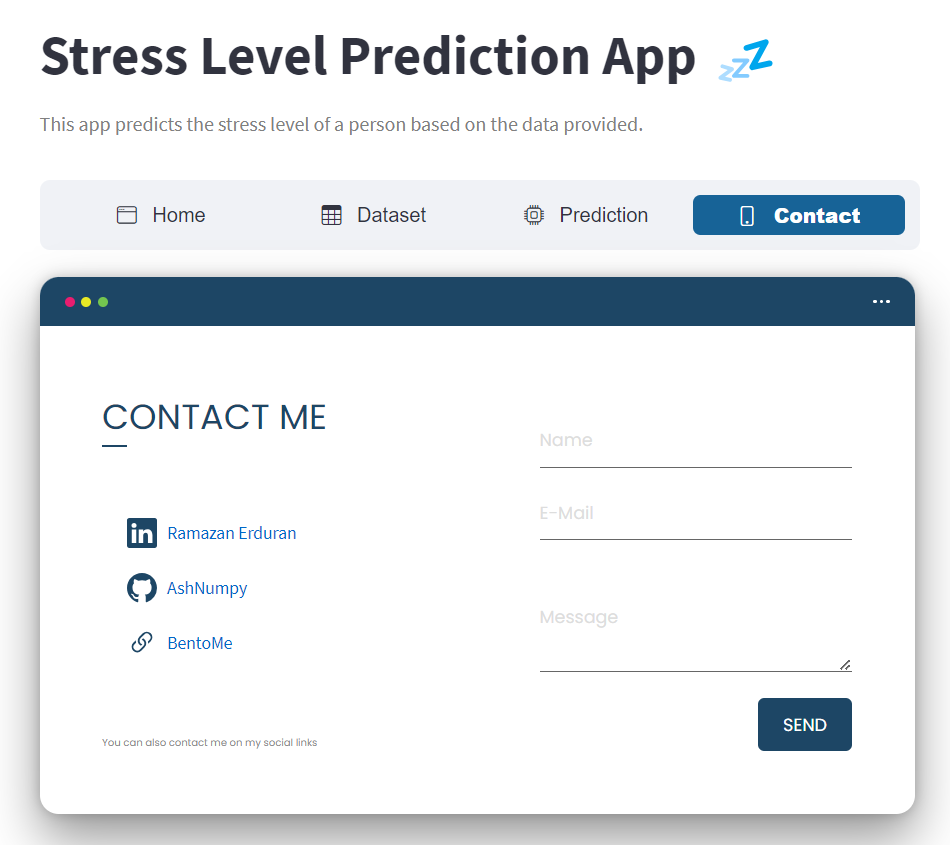 Stress Level Prediction App 💤
This app predicts the stress level of a person based on the data provided.
Home Dataset Prediction Contact
CONTACT ME
Ramazan Erduran
AshNumpy
BentoMe
You can also contact me on my social links
Name
E-Mail
Message
SEND